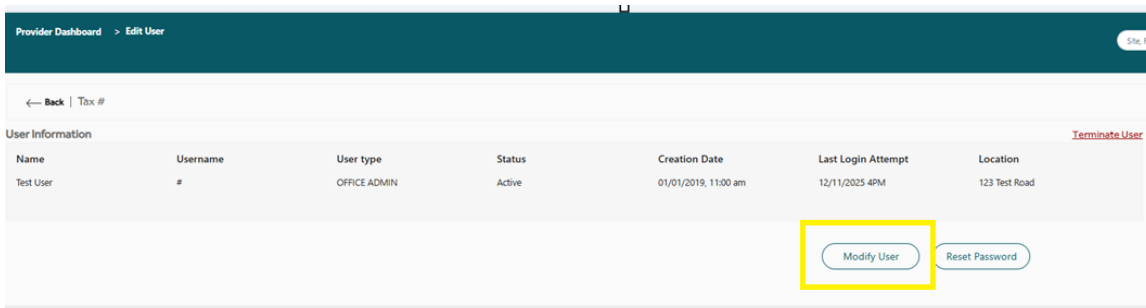 Provider Dashboard > Edit User
Site,
← Back | Tax #
User Information
Terminate User
Name Username User type Status Creation Date Last Login Attempt Location
Test User # OFFICE ADMIN Active 01/01/2019, 11:00 am 12/11/2025 4PM 123 Test Road
Modify User Reset Password